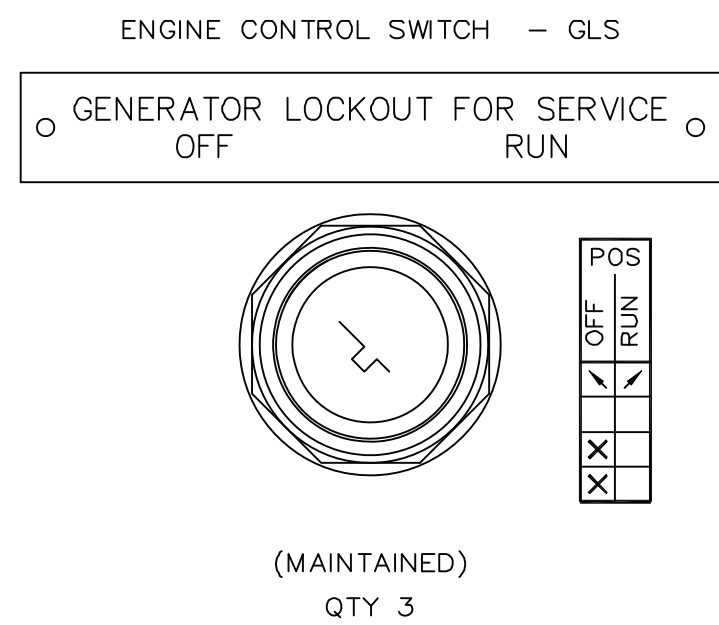 ENGINE CONTROL SWITCH – GLS
GENERATOR LOCKOUT FOR SERVICE
OFF RUN
POS
OFF
RUN
X
X
(MAINTAINED)
QTY 3